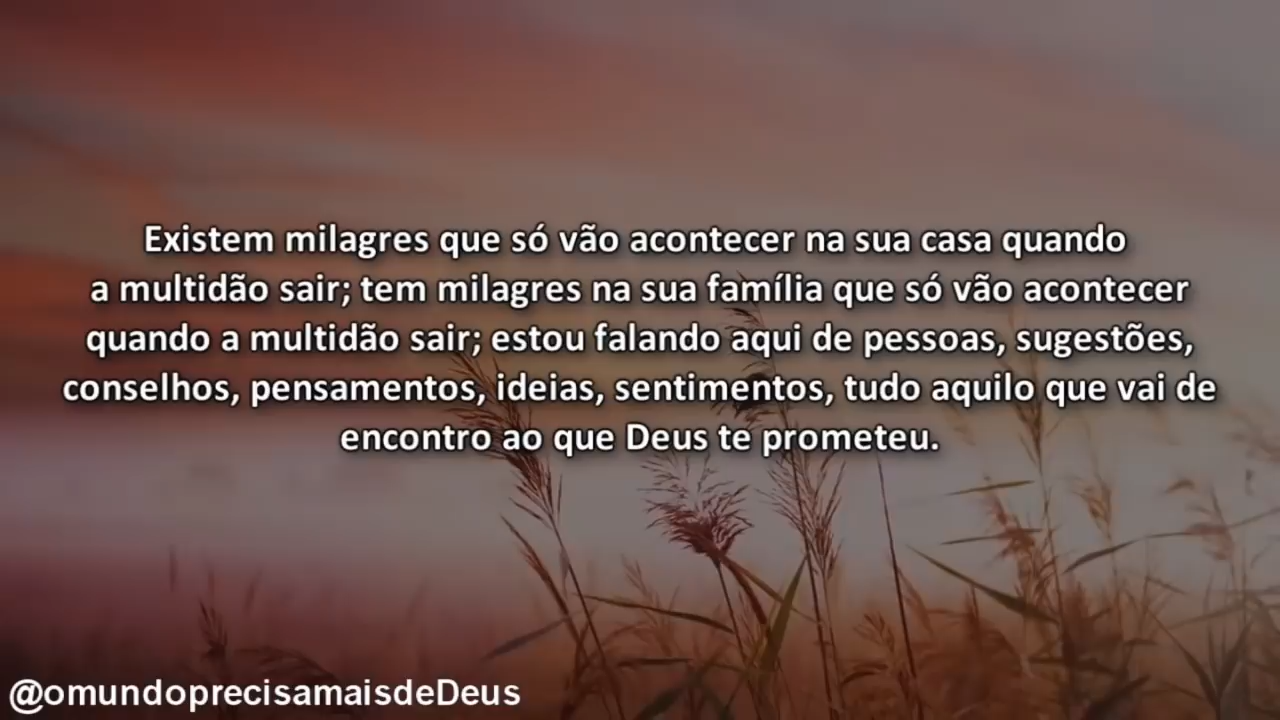 Existem milagres que só vão acontecer na sua casa quando
a multidão sair; tem milagres na sua família que só vão acontecer
quando a multidão sair; estou falando aqui de pessoas, sugestões,
conselhos, pensamentos, ideias, sentimentos, tudo aquilo que vai de
encontro ao que Deus te prometeu.
@omundoprecisamaisdeDeus